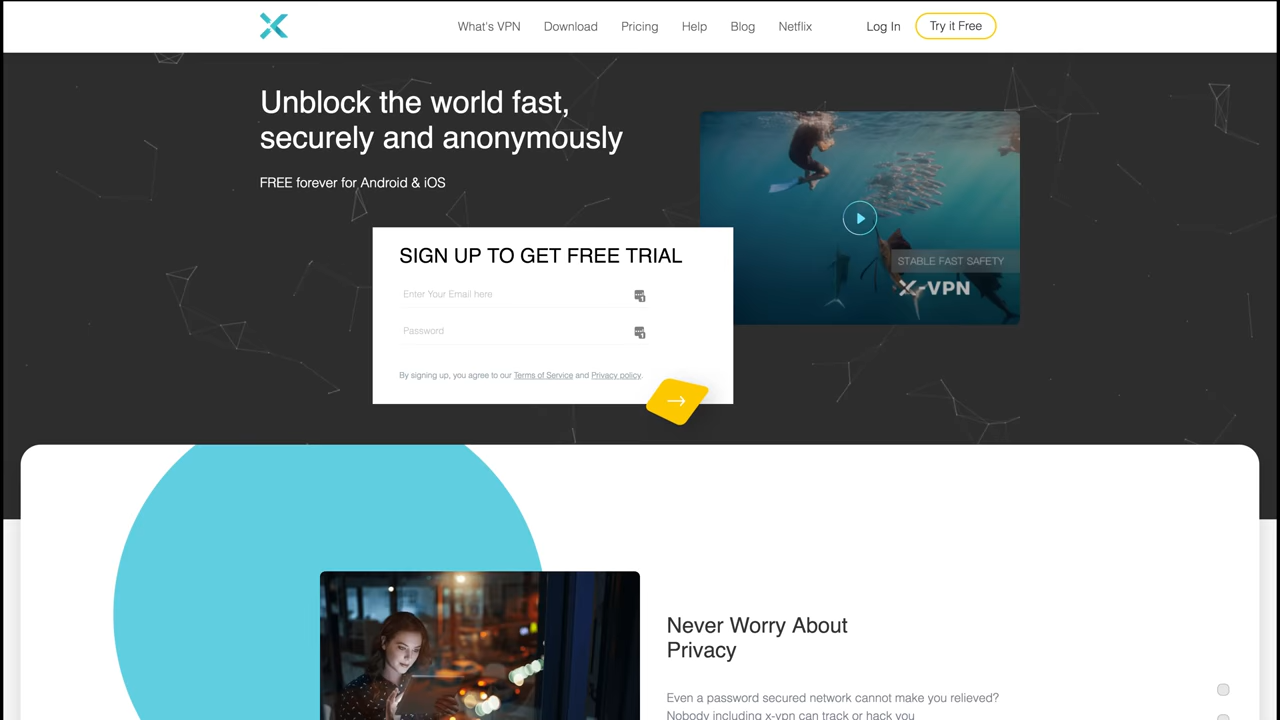 What's VPN Download Pricing Help Blog Netflix Log In Try it Free
Unblock the world fast,
securely and anonymously
FREE forever for Android & iOS
SIGN UP TO GET FREE TRIAL
Enter Your Email here
Password
By signing up, you agree to our Terms of Service and Privacy policy.
STABLE FAST SAFETY
X-VPN
Never Worry About
Privacy
Even a password secured network cannot make you relieved?
Nobody including x-vpn can track or hack you